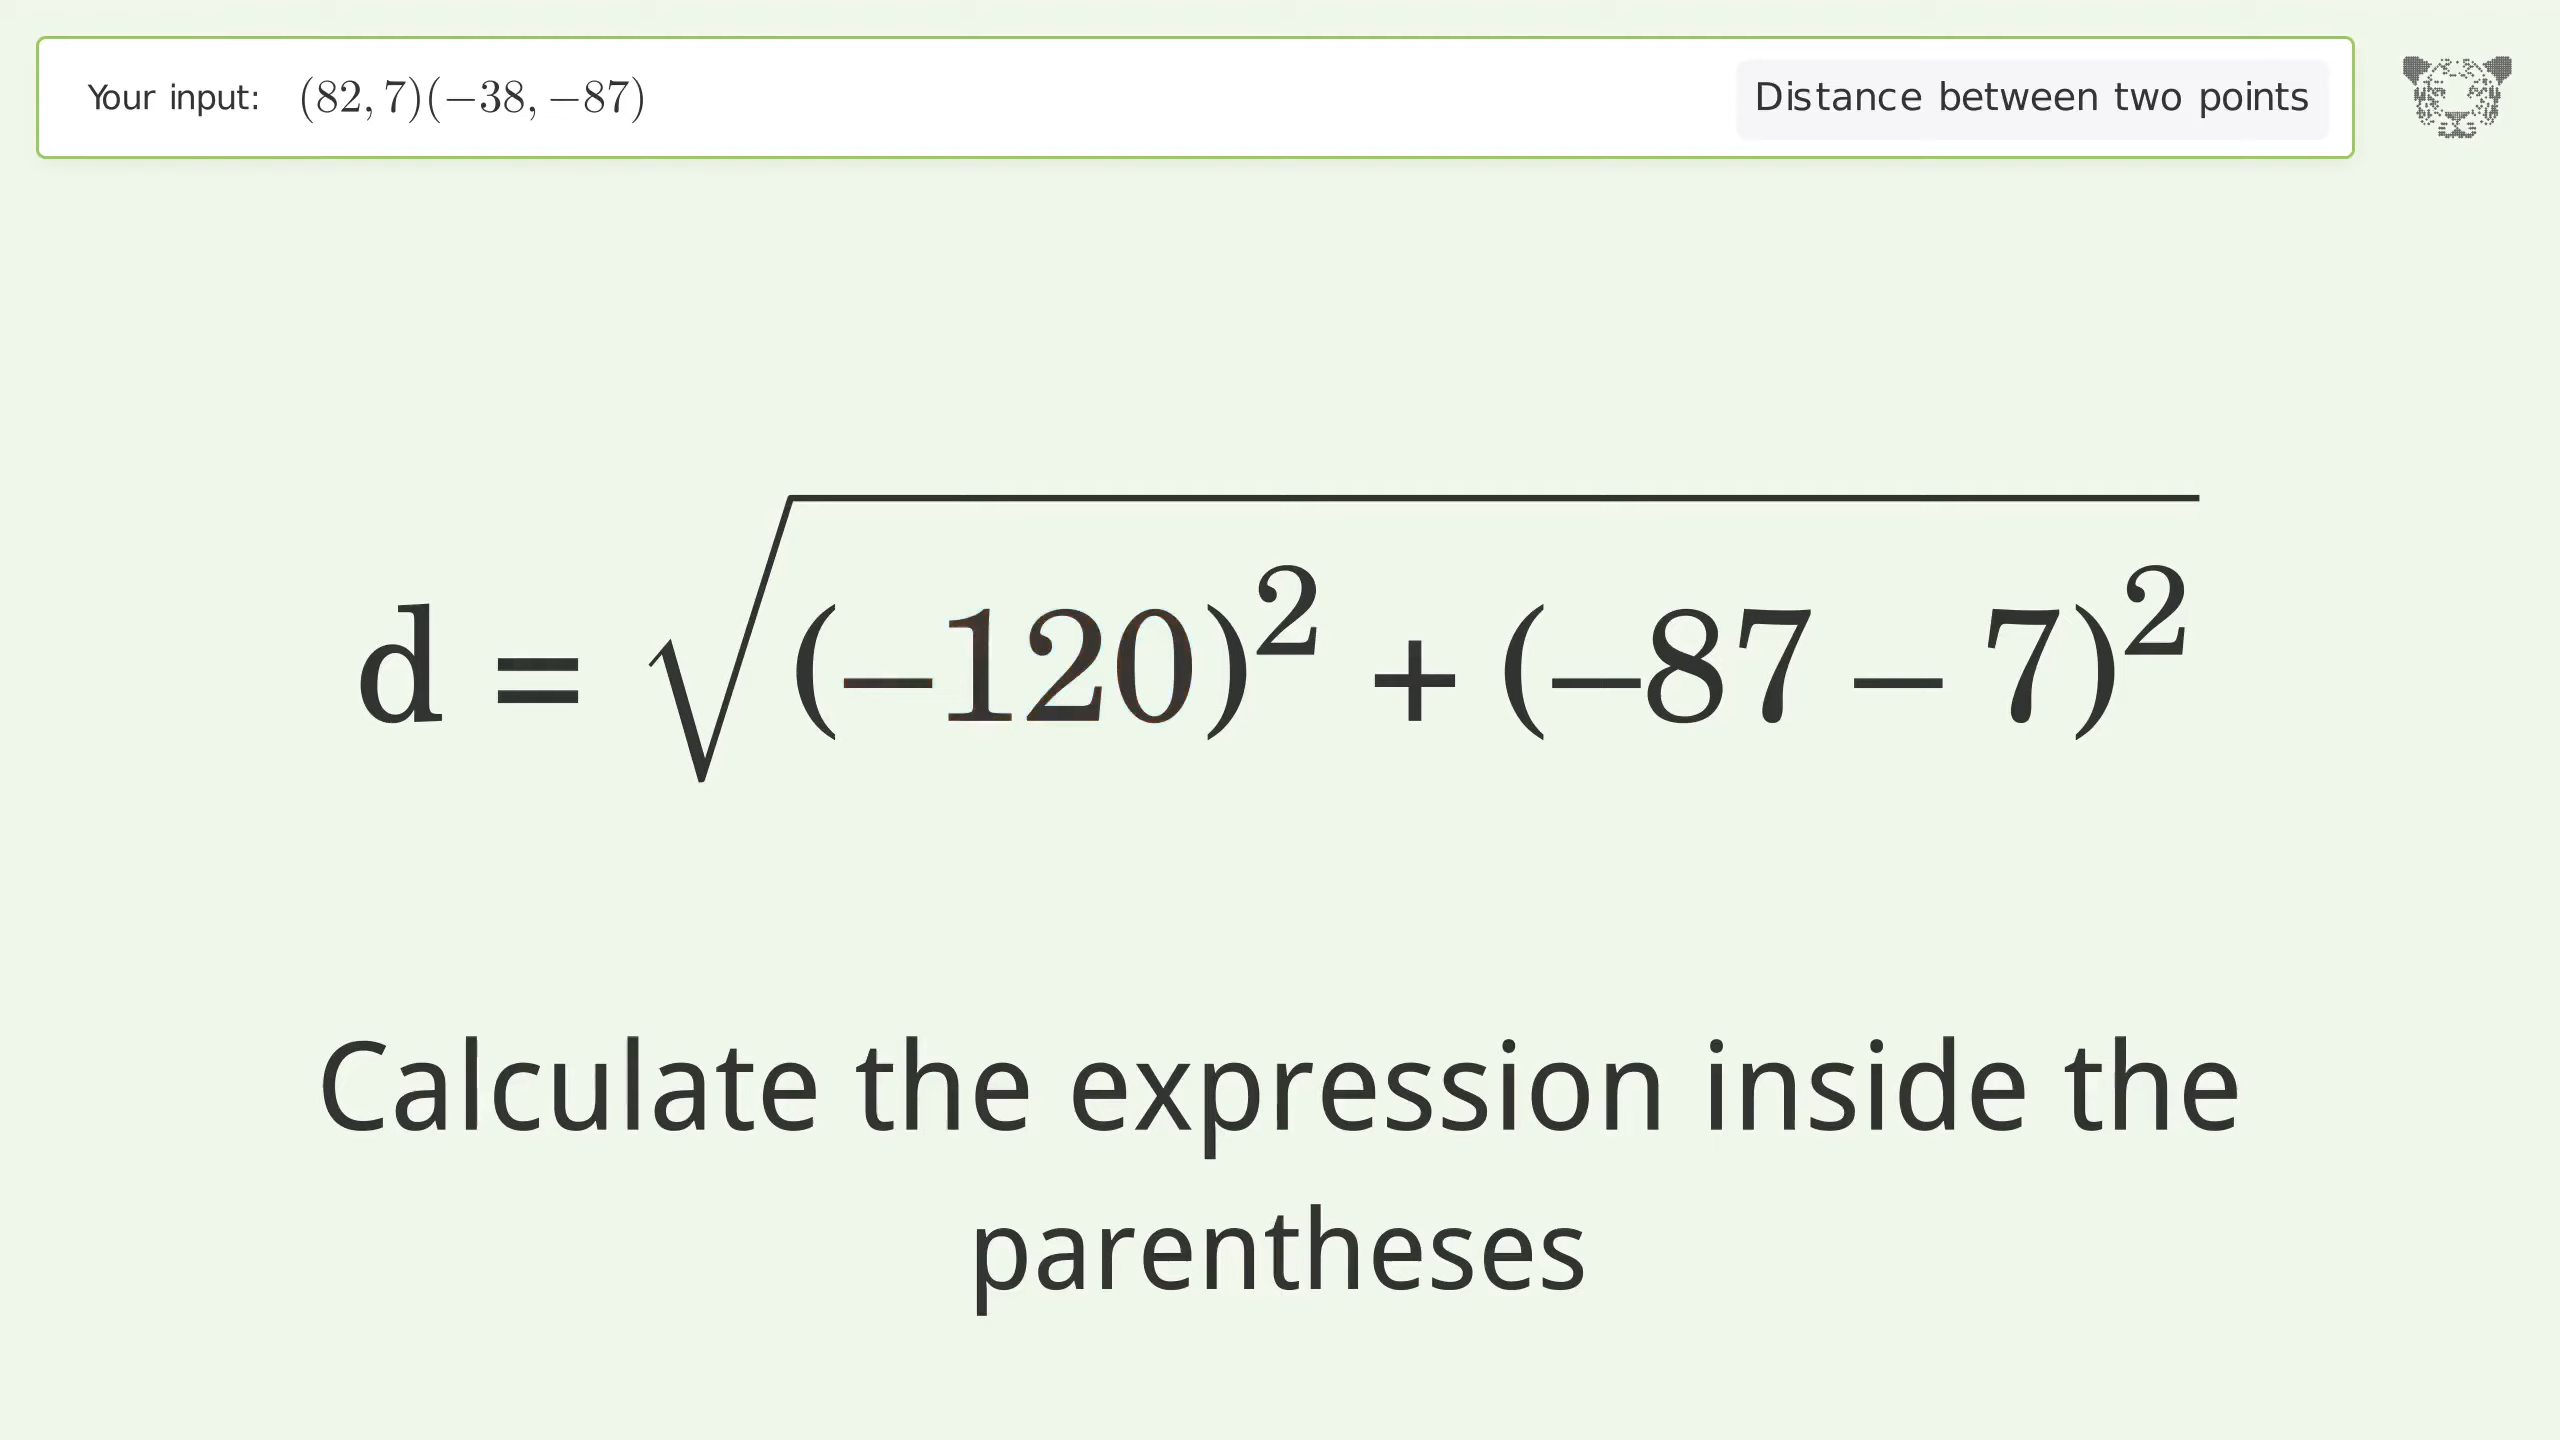 Your input: (82, 7)(−38, −87)
Distance between two points
d = √(−120)² + (−87 − 7)²
Calculate the expression inside the
parentheses